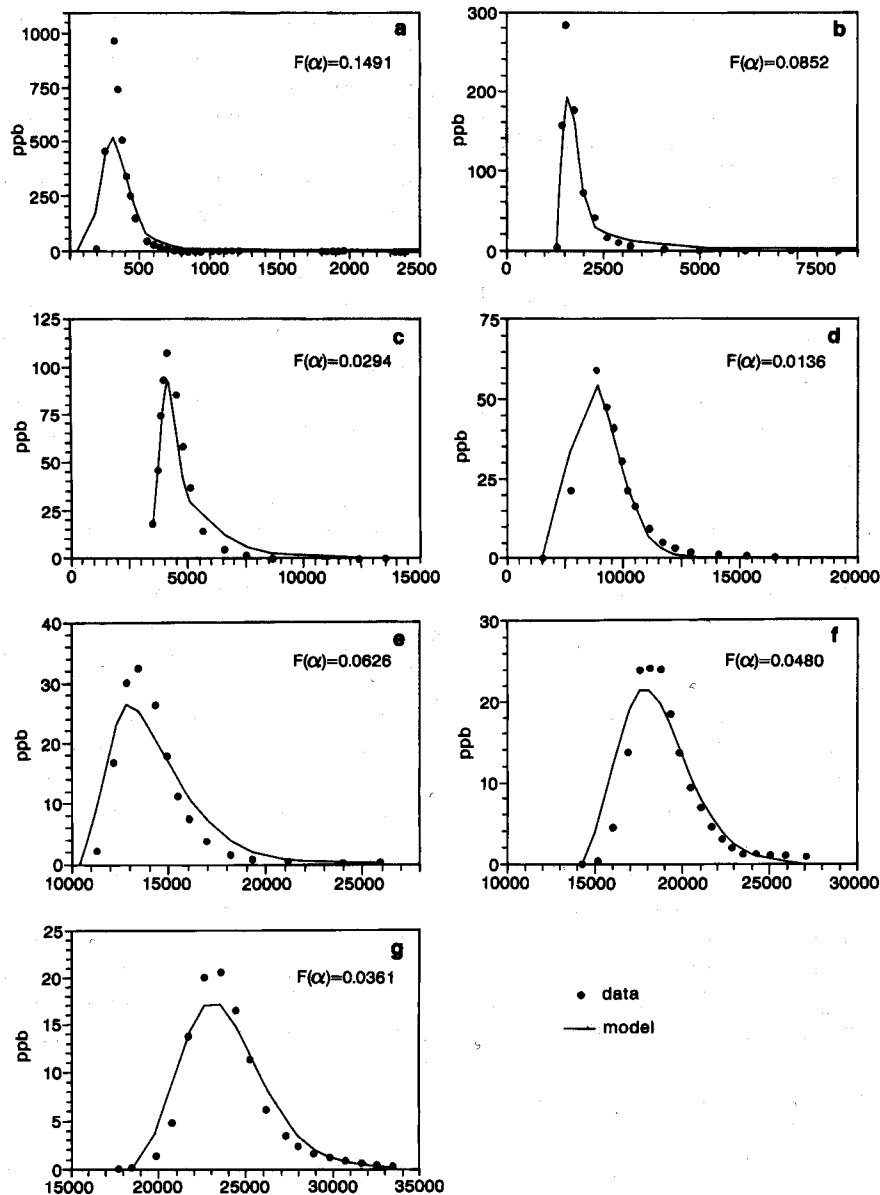 a
F(α)=0.1491
ppb
1000
750
500
250
0
500 1000 1500 2000 2500
b
F(α)=0.0852
ppb
300
200
100
0
0 2500 5000 7500
c
F(α)=0.0294
ppb
125
100
75
50
25
0
0 5000 10000 15000
d
F(α)=0.0136
ppb
75
50
25
0
0 10000 15000 20000
e
F(α)=0.0626
ppb
40
30
20
10
0
10000 15000 20000 25000
f
F(α)=0.0480
ppb
30
20
10
0
10000 15000 20000 25000 30000
g
F(α)=0.0361
ppb
25
20
15
10
5
0
15000 20000 25000 30000 35000
data
model